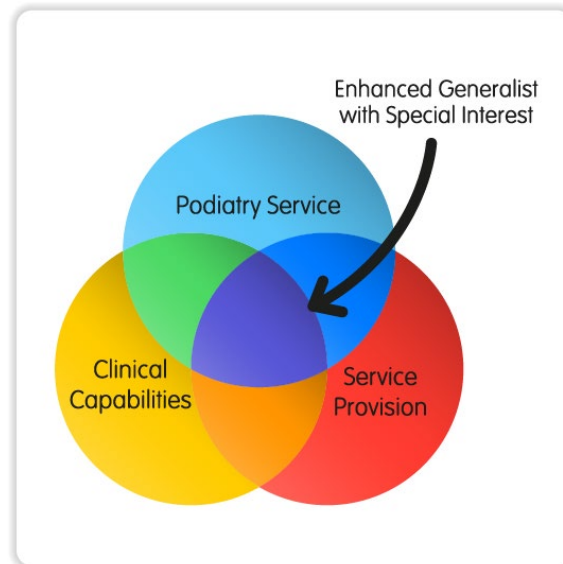 Enhanced Generalist
with Special Interest
Podiatry Service
Clinical
Capabilities
Service
Provision